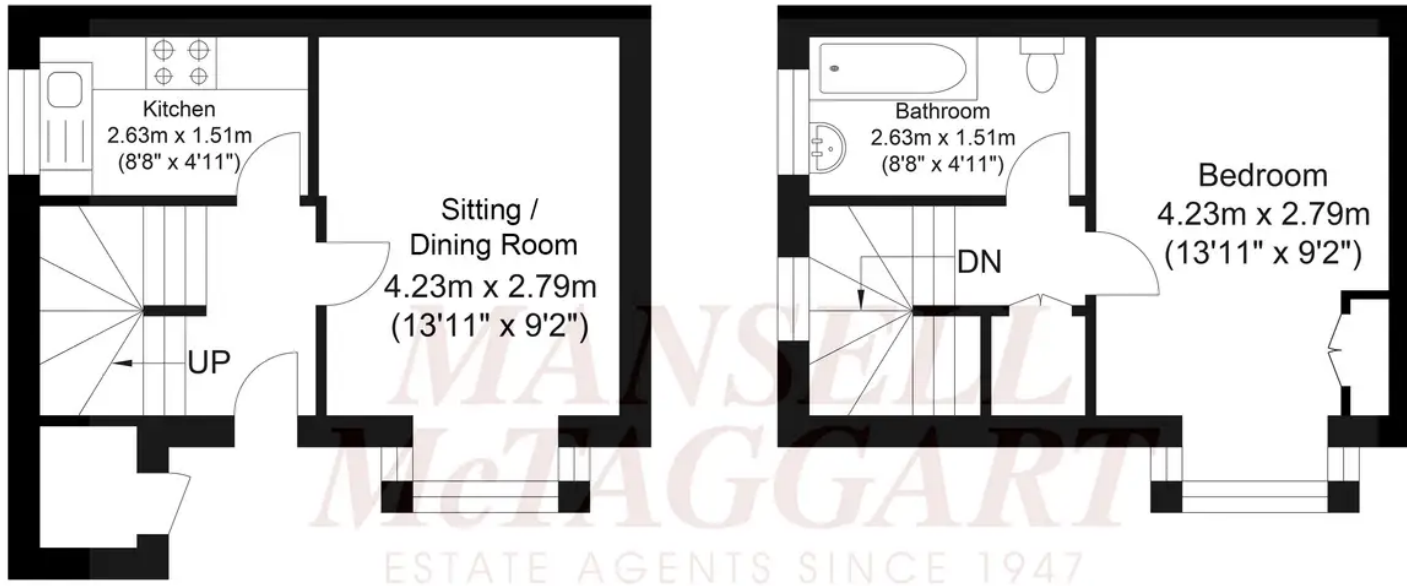 Kitchen
2.63m x 1.51m
(8'8" x 4'11")
Sitting /
Dining Room
4.23m x 2.79m
(13'11" x 9'2")
UP
Bathroom
2.63m x 1.51m
(8'8" x 4'11")
Bedroom
4.23m x 2.79m
(13'11" x 9'2")
DN
MANSELL
McTAGGART
ESTATE AGENTS SINCE 1947